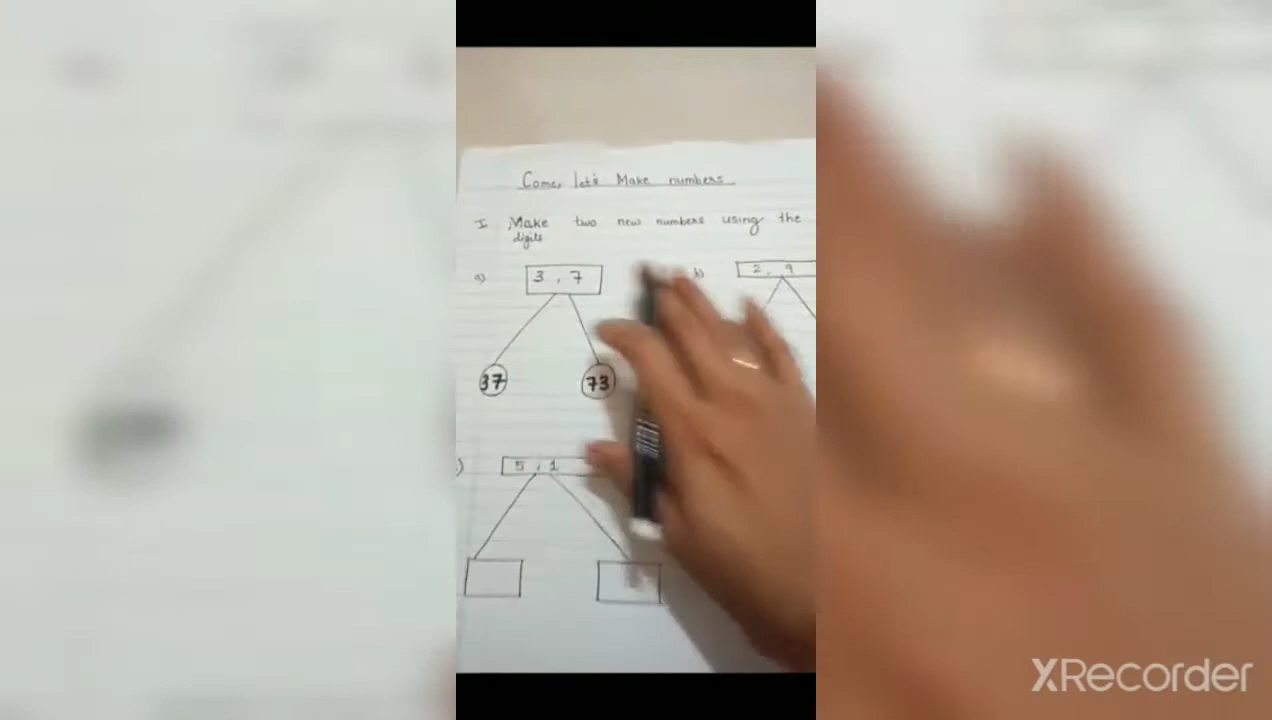 Come, let's Make numbers
I Make two new numbers using the
digits
a) 3, 7 b) 2, 9
37 73
) 5, 1
XRecorder